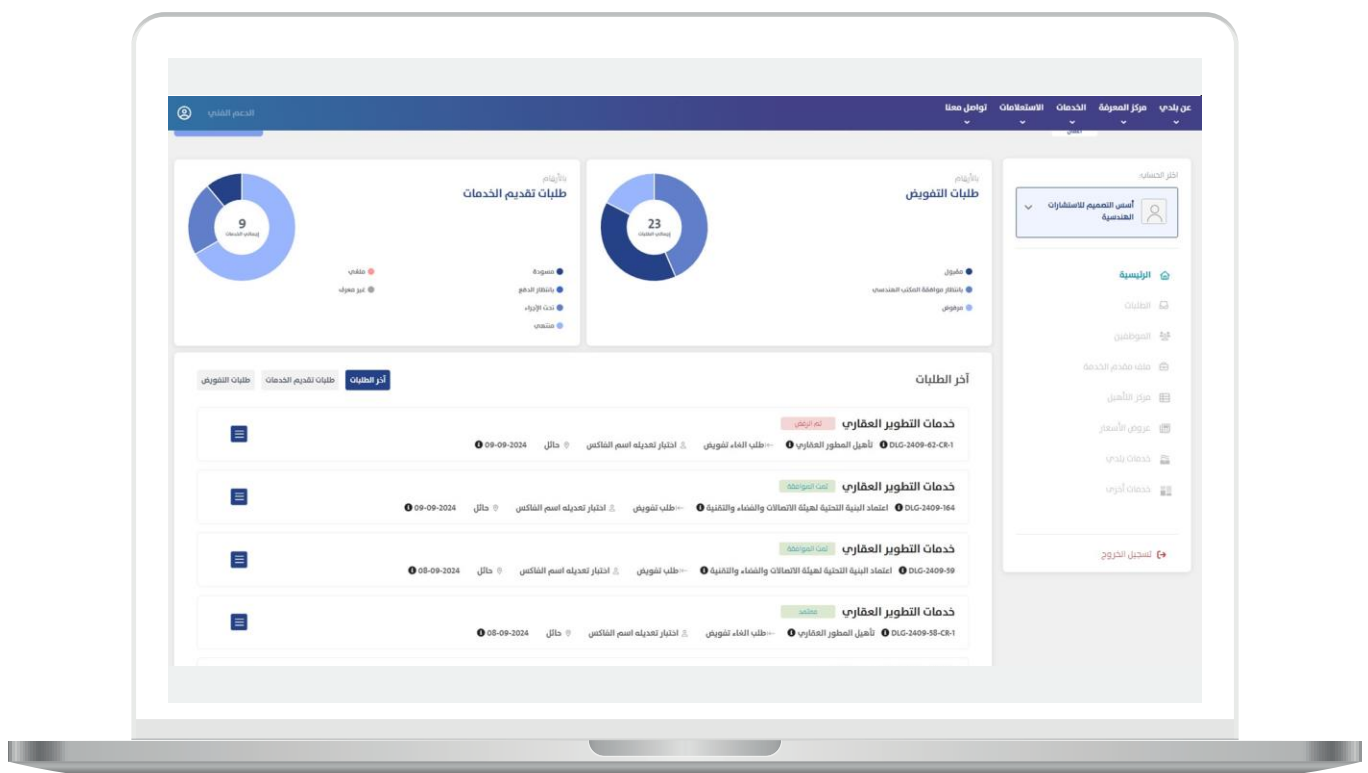 عن بلدي مركز المعرفة الخدمات الاستعلامات تواصل معنا الدعم الفني
اختر الحساب:
أسس التصميم للاستشارات
الهندسية
الرئيسية
الطلبات
الموظفين
ملف مقدم الخدمة
مركز التأهيل
عروض الأسعار
خدمات بلدي
خدمات أخرى
تسجيل الخروج
بالأرقام
طلبات التفويض
23
إجمالي الطلبات
مقبول
بانتظار موافقة المكتب الهندسي
مرفوض
بالأرقام
طلبات تقديم الخدمات
9
إجمالي الخدمات
مسودة
بانتظار الدفع
تحت الإجراء
منتهي
ملغي
غير معرف
آخر الطلبات
آخر الطلبات طلبات تقديم الخدمات طلبات التفويض
خدمات التطوير العقاري تم الرفض
DLG-2409-62-CR-1 تأهيل المطور العقاري طلب الغاء تفويض اختبار تعديله اسم الفاكس حائل 09-09-2024
خدمات التطوير العقاري تمت الموافقة
DLG-2409-164 اعتماد البنية التحتية لهيئة الاتصالات والفضاء والتقنية طلب تفويض اختبار تعديله اسم الفاكس حائل 09-09-2024
خدمات التطوير العقاري تمت الموافقة
DLG-2409-59 اعتماد البنية التحتية لهيئة الاتصالات والفضاء والتقنية طلب تفويض اختبار تعديله اسم الفاكس حائل 08-09-2024
خدمات التطوير العقاري معتمد
DLG-2409-58-CR-1 تأهيل المطور العقاري طلب الغاء تفويض اختبار تعديله اسم الفاكس حائل 08-09-2024